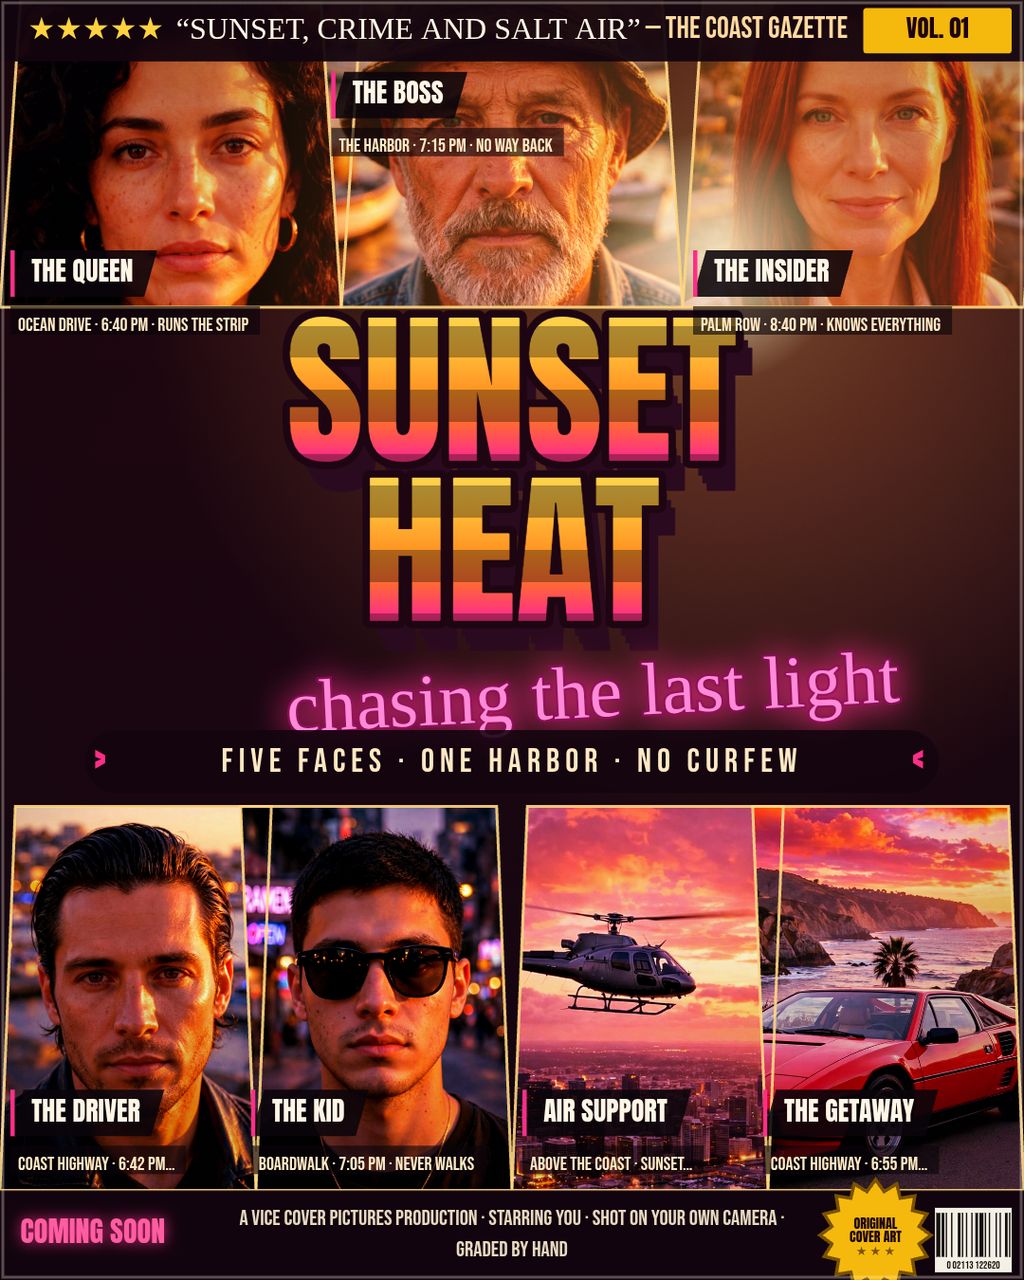 ★★★★★ “SUNSET, CRIME AND SALT AIR” – THE COAST GAZETTE
VOL. 01
THE BOSS
THE HARBOR · 7:15 PM · NO WAY BACK
THE QUEEN
OCEAN DRIVE · 6:40 PM · RUNS THE STRIP
THE INSIDER
PALM ROW · 8:40 PM · KNOWS EVERYTHING
SUNSET
HEAT
chasing the last light
FIVE FACES · ONE HARBOR · NO CURFEW
OPEN
THE DRIVER
COAST HIGHWAY · 6:42 PM...
THE KID
BOARDWALK · 7:05 PM · NEVER WALKS
AIR SUPPORT
ABOVE THE COAST · SUNSET...
THE GETAWAY
COAST HIGHWAY · 6:55 PM...
COMING SOON
A VICE COVER PICTURES PRODUCTION · STARRING YOU · SHOT ON YOUR OWN CAMERA ·
GRADED BY HAND
ORIGINAL
COVER ART
★ ★ ★
0 02113 122620